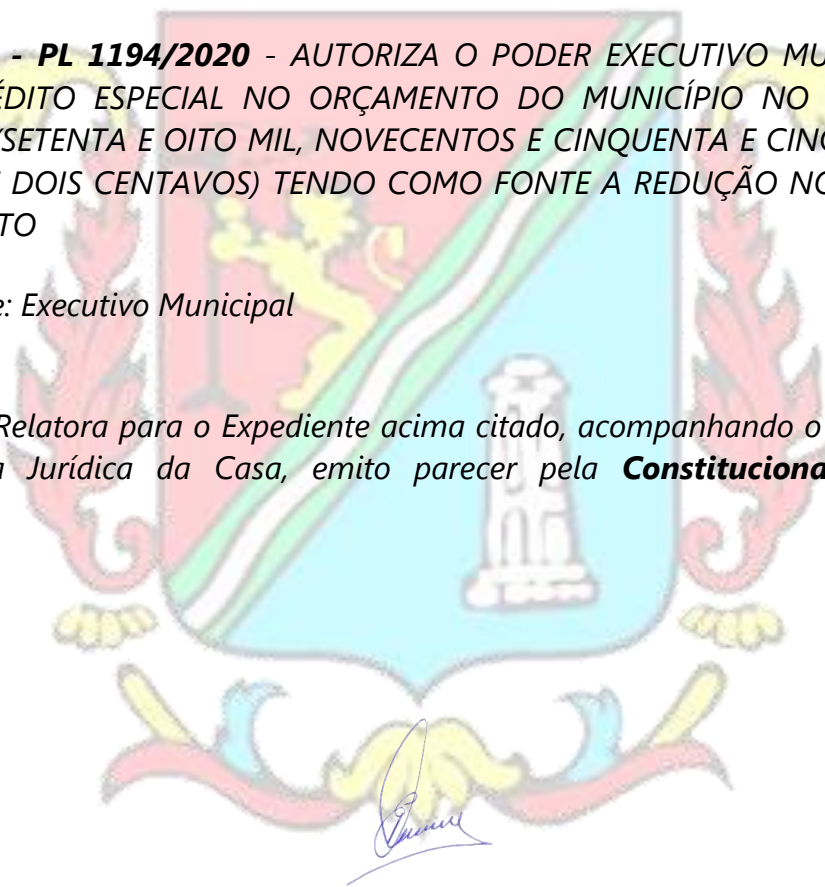 - PL 1194/2020 - AUTORIZA O PODER EXECUTIVO MU
ÉDITO ESPECIAL NO ORÇAMENTO DO MUNICÍPIO NO
(SETENTA E OITO MIL, NOVECENTOS E CINQUENTA E CINC
E DOIS CENTAVOS) TENDO COMO FONTE A REDUÇÃO NO
TO
e: Executivo Municipal
Relatora para o Expediente acima citado, acompanhando o
a Jurídica da Casa, emito parecer pela Constituciona